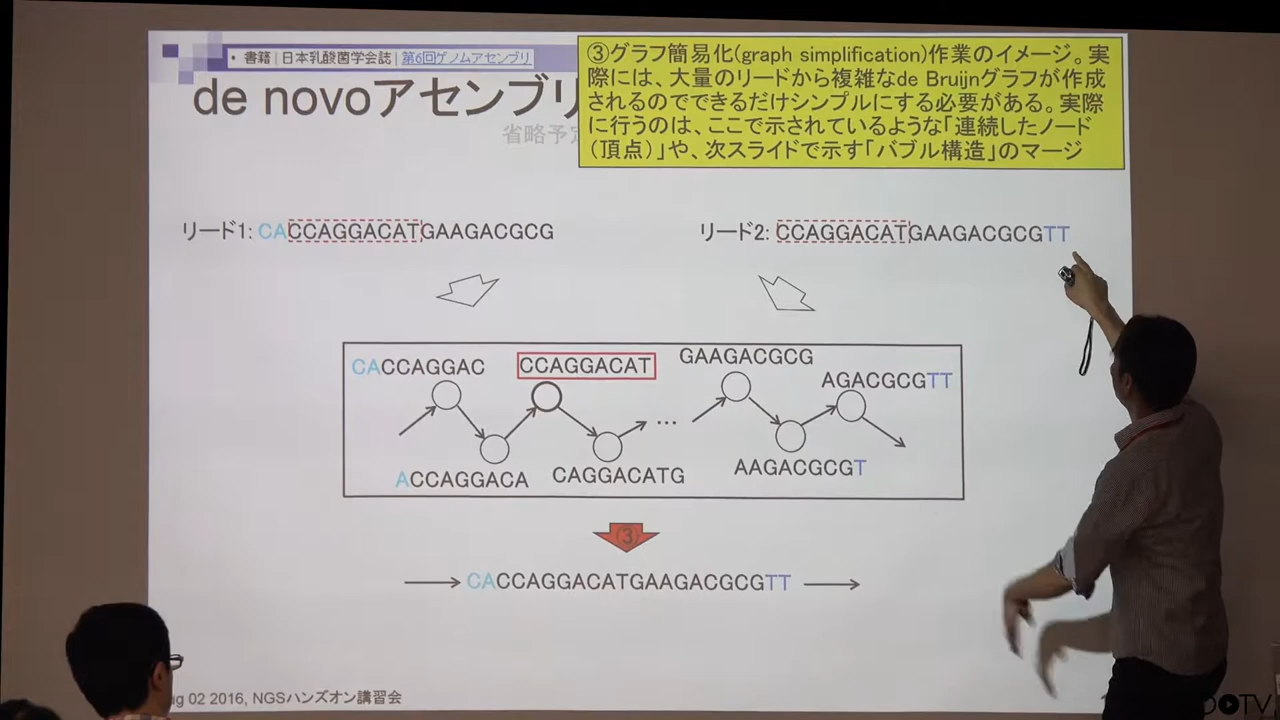 ・ 書籍 | 日本乳酸菌学会誌 | 第6回ゲノムアセンブリ
de novoアセンブリ
省略予定
③グラフ簡易化(graph simplification)作業のイメージ。実
際には、大量のリードから複雑なde Bruijnグラフが作成
されるのでできるだけシンプルにする必要がある。実際
に行うのは、ここで示されているような「連続したノード
(頂点)」や、次スライドで示す「バブル構造」のマージ
リード1: CACCAGGACATGAAGACGCG
リード2: CCAGGACATGAAGACGCGTT
CACCAGGAC
CCAGGACAT
GAAGACGCG
AGACGCGTT
…
ACCAGGACA
CAGGACATG
AAGACGCGT
③
CACCAGGACATGAAGACGCGTT
02 2016, NGSハンズオン講習会